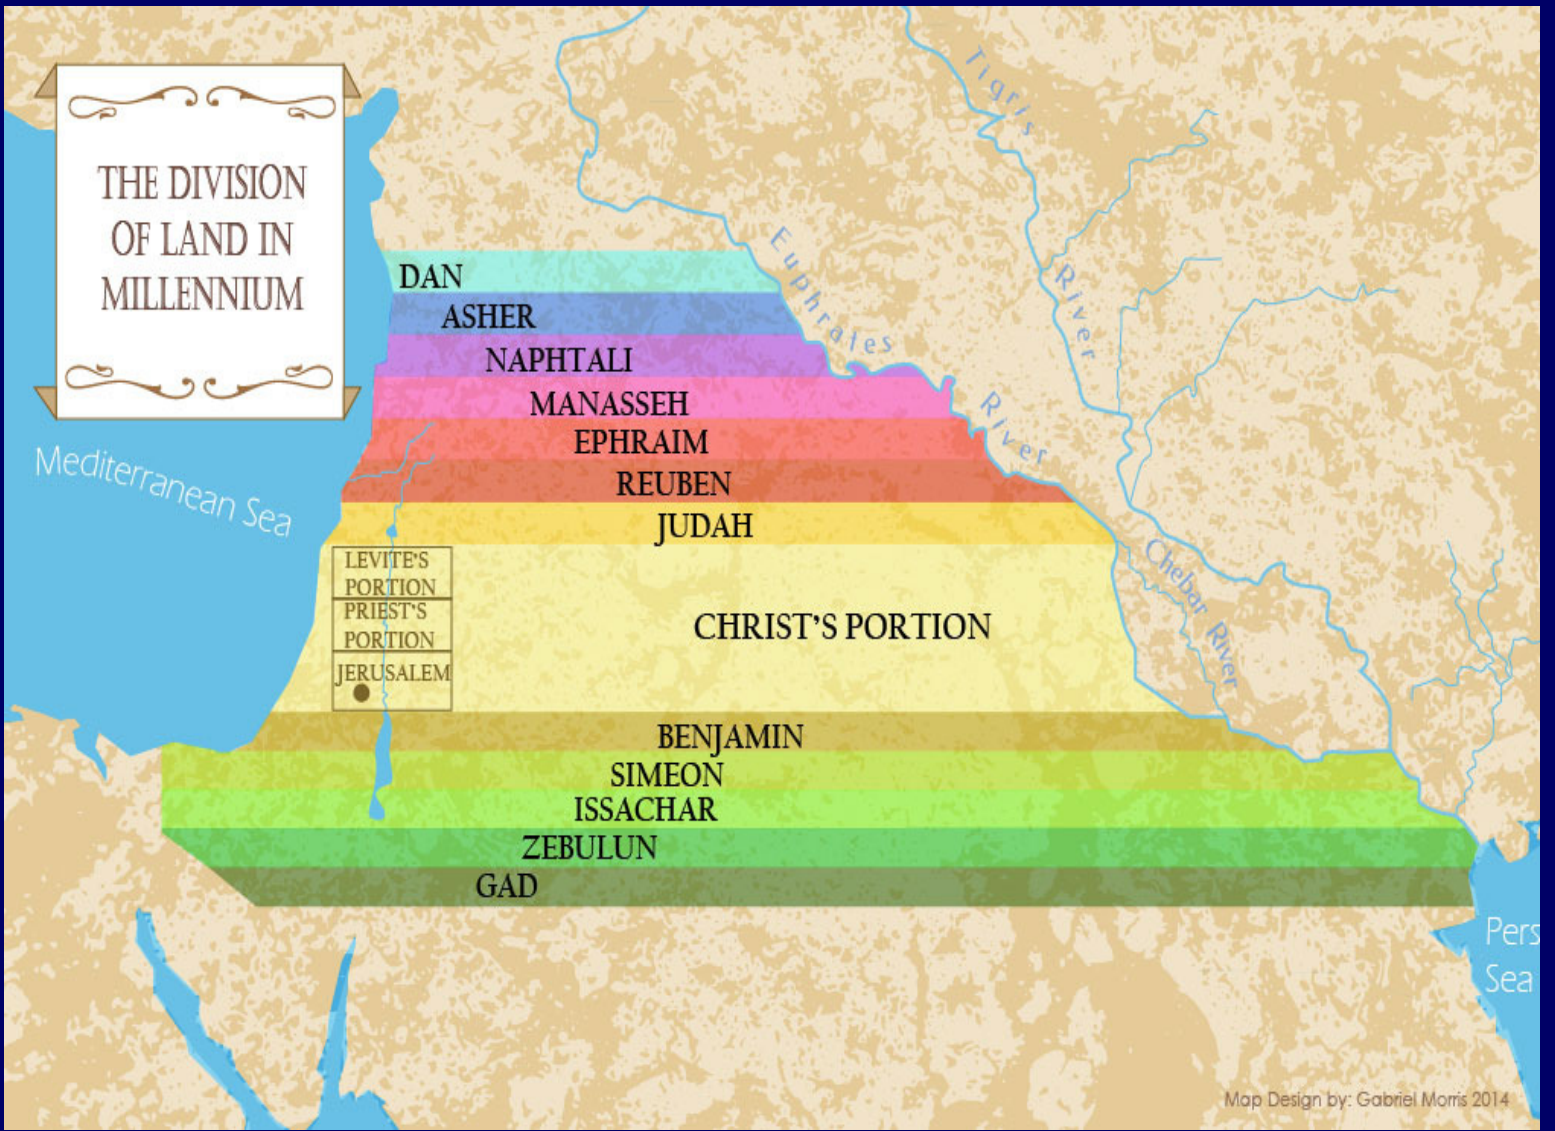 THE DIVISION
OF LAND IN
MILLENNIUM
Tigris
River
Euphrates
River
Chebar River
Mediterranean Sea
DAN
ASHER
NAPHTALI
MANASSEH
EPHRAIM
REUBEN
JUDAH
LEVITE'S
PORTION
PRIEST'S
PORTION
JERUSALEM
CHRIST'S PORTION
BENJAMIN
SIMEON
ISSACHAR
ZEBULUN
GAD
Pers
Sea
Map Design by: Gabriel Morris 2014